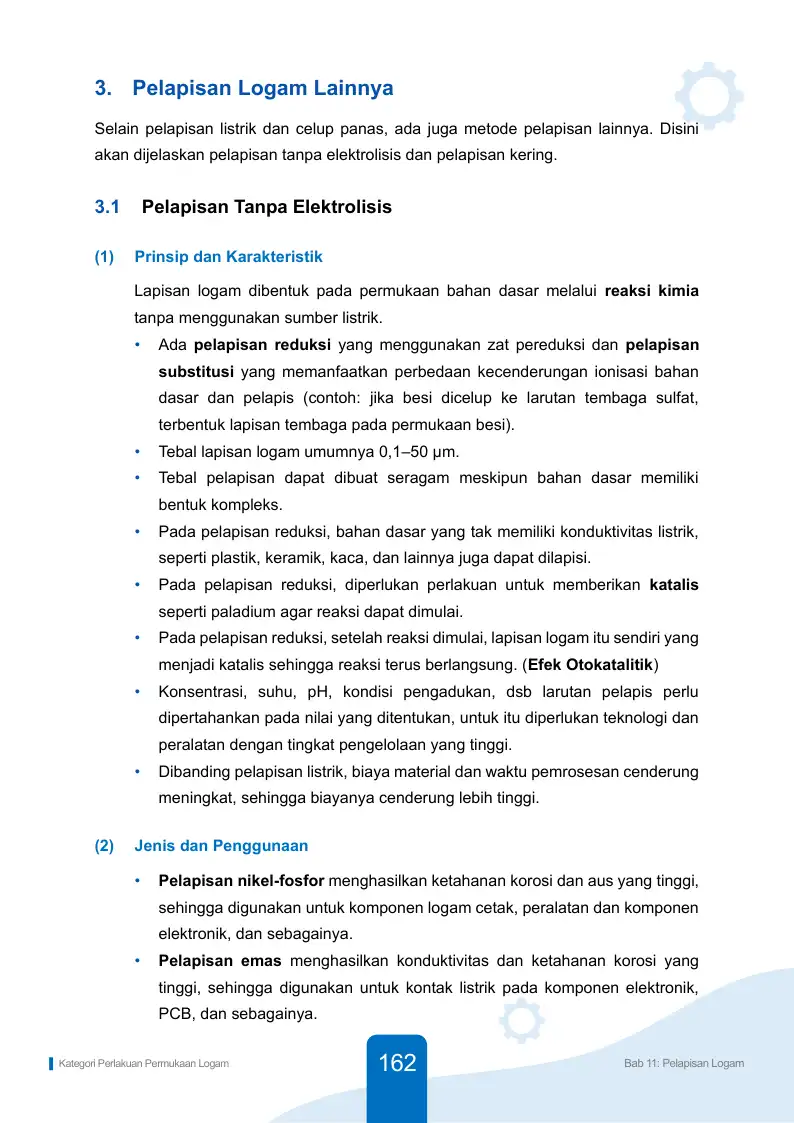 3. Pelapisan Logam Lainnya
Selain pelapisan listrik dan celup panas, ada juga metode pelapisan lainnya. Disini
akan dijelaskan pelapisan tanpa elektrolisis dan pelapisan kering.
3.1 Pelapisan Tanpa Elektrolisis
(1) Prinsip dan Karakteristik
Lapisan logam dibentuk pada permukaan bahan dasar melalui reaksi kimia
tanpa menggunakan sumber listrik.
• Ada pelapisan reduksi yang menggunakan zat pereduksi dan pelapisan
substitusi yang memanfaatkan perbedaan kecenderungan ionisasi bahan
dasar dan pelapis (contoh: jika besi dicelup ke larutan tembaga sulfat,
terbentuk lapisan tembaga pada permukaan besi).
• Tebal lapisan logam umumnya 0,1–50 μm.
• Tebal pelapisan dapat dibuat seragam meskipun bahan dasar memiliki
bentuk kompleks.
• Pada pelapisan reduksi, bahan dasar yang tak memiliki konduktivitas listrik,
seperti plastik, keramik, kaca, dan lainnya juga dapat dilapisi.
• Pada pelapisan reduksi, diperlukan perlakuan untuk memberikan katalis
seperti paladium agar reaksi dapat dimulai.
• Pada pelapisan reduksi, setelah reaksi dimulai, lapisan logam itu sendiri yang
menjadi katalis sehingga reaksi terus berlangsung. (Efek Otokatalitik)
• Konsentrasi, suhu, pH, kondisi pengadukan, dsb larutan pelapis perlu
dipertahankan pada nilai yang ditentukan, untuk itu diperlukan teknologi dan
peralatan dengan tingkat pengelolaan yang tinggi.
• Dibanding pelapisan listrik, biaya material dan waktu pemrosesan cenderung
meningkat, sehingga biayanya cenderung lebih tinggi.
(2) Jenis dan Penggunaan
• Pelapisan nikel-fosfor menghasilkan ketahanan korosi dan aus yang tinggi,
sehingga digunakan untuk komponen logam cetak, peralatan dan komponen
elektronik, dan sebagainya.
• Pelapisan emas menghasilkan konduktivitas dan ketahanan korosi yang
tinggi, sehingga digunakan untuk kontak listrik pada komponen elektronik,
PCB, dan sebagainya.
Kategori Perlakuan Permukaan Logam
162
Bab 11: Pelapisan Logam